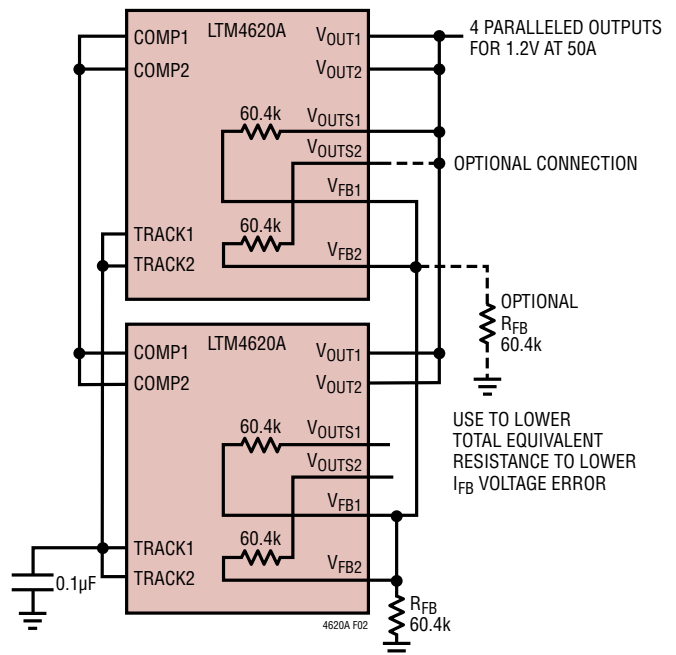 COMP1
LTM4620A
VOUT1
4 PARALLELED OUTPUTS
FOR 1.2V AT 50A
COMP2
VOUT2
60.4k
VOUTS1
VOUTS2
OPTIONAL CONNECTION
VFB1
60.4k
TRACK1
VFB2
TRACK2
OPTIONAL
RFB
60.4k
COMP1
LTM4620A
VOUT1
COMP2
VOUT2
USE TO LOWER
TOTAL EQUIVALENT
RESISTANCE TO LOWER
IFB VOLTAGE ERROR
60.4k
VOUTS1
VOUTS2
VFB1
60.4k
TRACK1
VFB2
TRACK2
0.1µF
RFB
60.4k
4620A F02